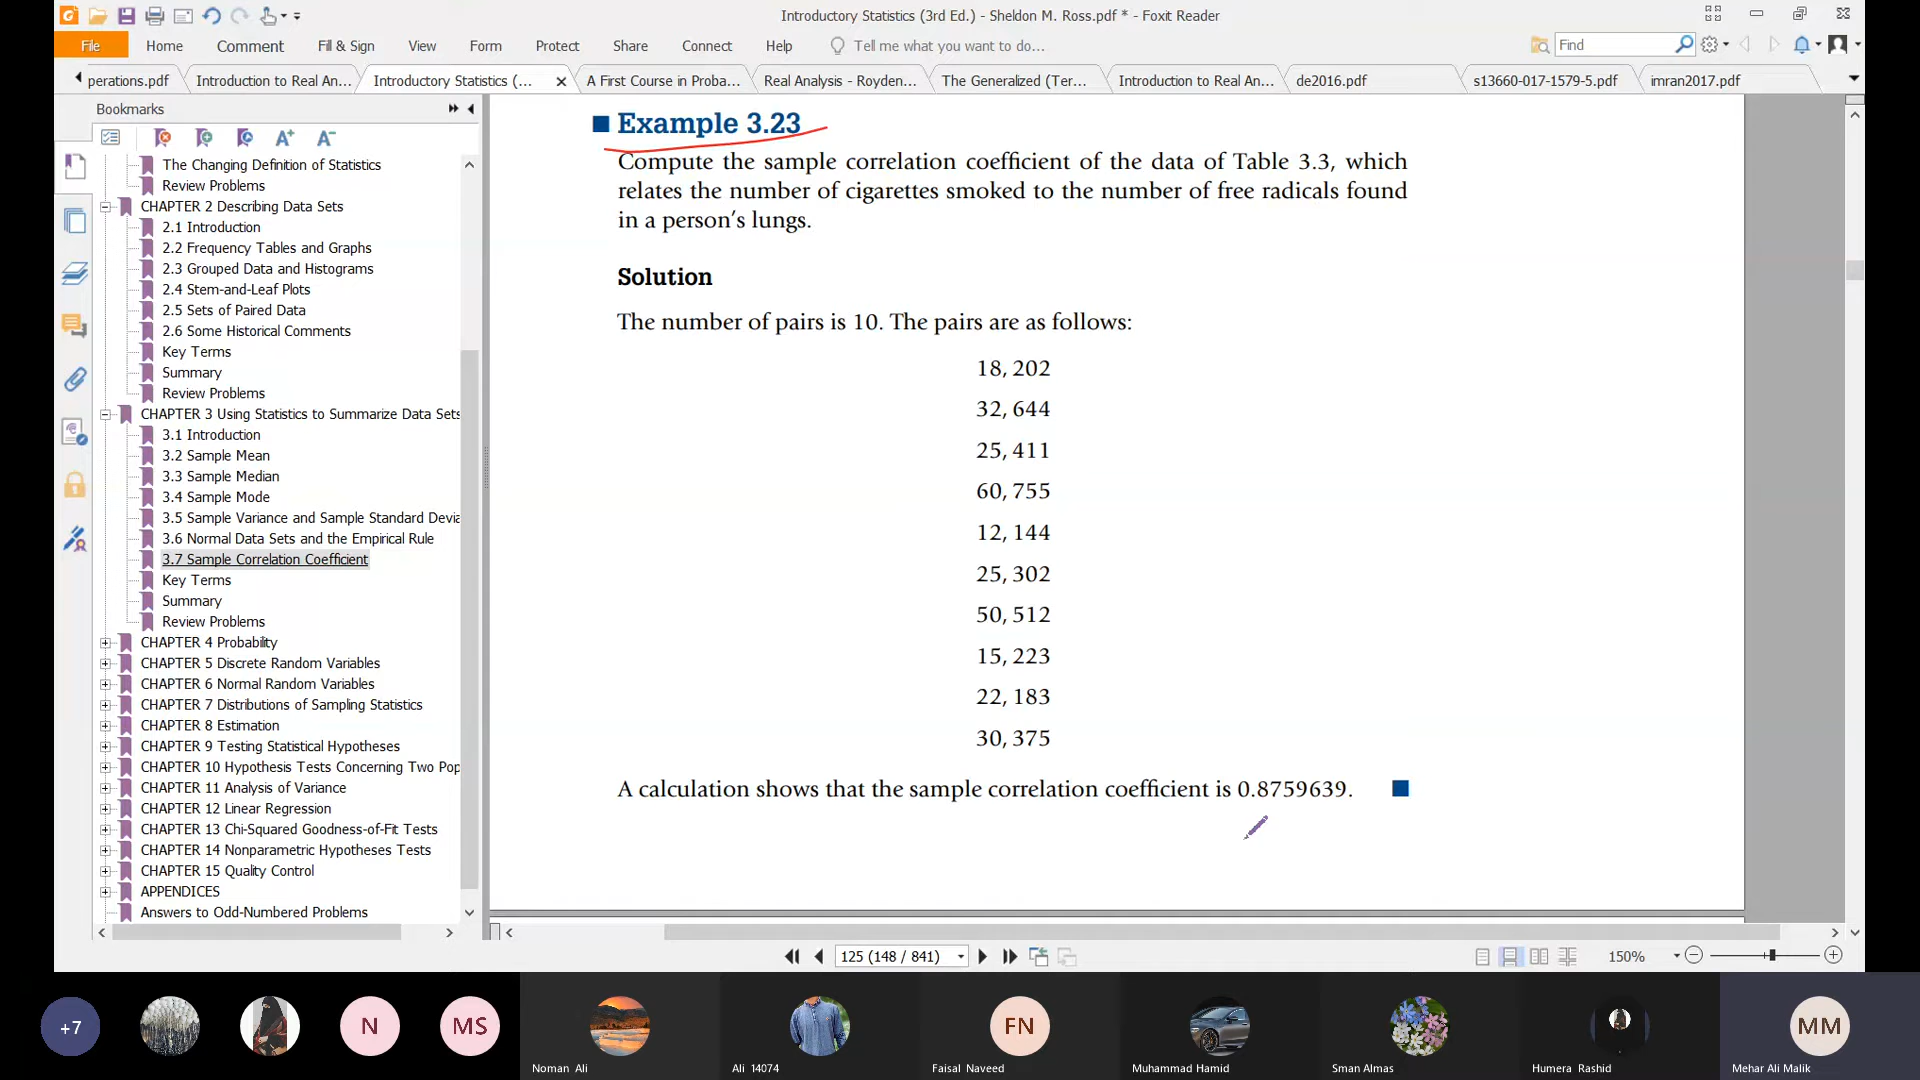 Introductory Statistics (3rd Ed.) - Sheldon M. Ross.pdf * - Foxit Reader
File Home Comment Fill & Sign View Form Protect Share Connect Help Tell me what you want to do... Find
perations.pdf Introduction to Real An... Introductory Statistics (... A First Course in Proba... Real Analysis - Royden... The Generalized (Ter... Introduction to Real An... de2016.pdf s13660-017-1579-5.pdf imran2017.pdf
Bookmarks
The Changing Definition of Statistics
Review Problems
CHAPTER 2 Describing Data Sets
2.1 Introduction
2.2 Frequency Tables and Graphs
2.3 Grouped Data and Histograms
2.4 Stem-and-Leaf Plots
2.5 Sets of Paired Data
2.6 Some Historical Comments
Key Terms
Summary
Review Problems
CHAPTER 3 Using Statistics to Summarize Data Sets
3.1 Introduction
3.2 Sample Mean
3.3 Sample Median
3.4 Sample Mode
3.5 Sample Variance and Sample Standard Devia
3.6 Normal Data Sets and the Empirical Rule
3.7 Sample Correlation Coefficient
Key Terms
Summary
Review Problems
CHAPTER 4 Probability
CHAPTER 5 Discrete Random Variables
CHAPTER 6 Normal Random Variables
CHAPTER 7 Distributions of Sampling Statistics
CHAPTER 8 Estimation
CHAPTER 9 Testing Statistical Hypotheses
CHAPTER 10 Hypothesis Tests Concerning Two Pop
CHAPTER 11 Analysis of Variance
CHAPTER 12 Linear Regression
CHAPTER 13 Chi-Squared Goodness-of-Fit Tests
CHAPTER 14 Nonparametric Hypotheses Tests
CHAPTER 15 Quality Control
APPENDICES
Answers to Odd-Numbered Problems
Example 3.23
Compute the sample correlation coefficient of the data of Table 3.3, which
relates the number of cigarettes smoked to the number of free radicals found
in a person's lungs.
Solution
The number of pairs is 10. The pairs are as follows:
18, 202
32, 644
25, 411
60, 755
12, 144
25, 302
50, 512
15, 223
22, 183
30, 375
A calculation shows that the sample correlation coefficient is 0.8759639.
125 (148 / 841)
150%
+7 N MS FN MM
Noman Ali Ali 14074 Faisal Naveed Muhammad Hamid Sman Almas Humera Rashid Mehar Ali Malik